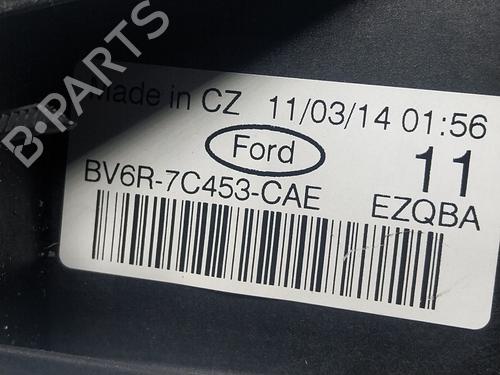 B-PARTS
Made in CZ 11/03/14 01:56
Ford
11
BV6R-7C453-CAE
EZQBA